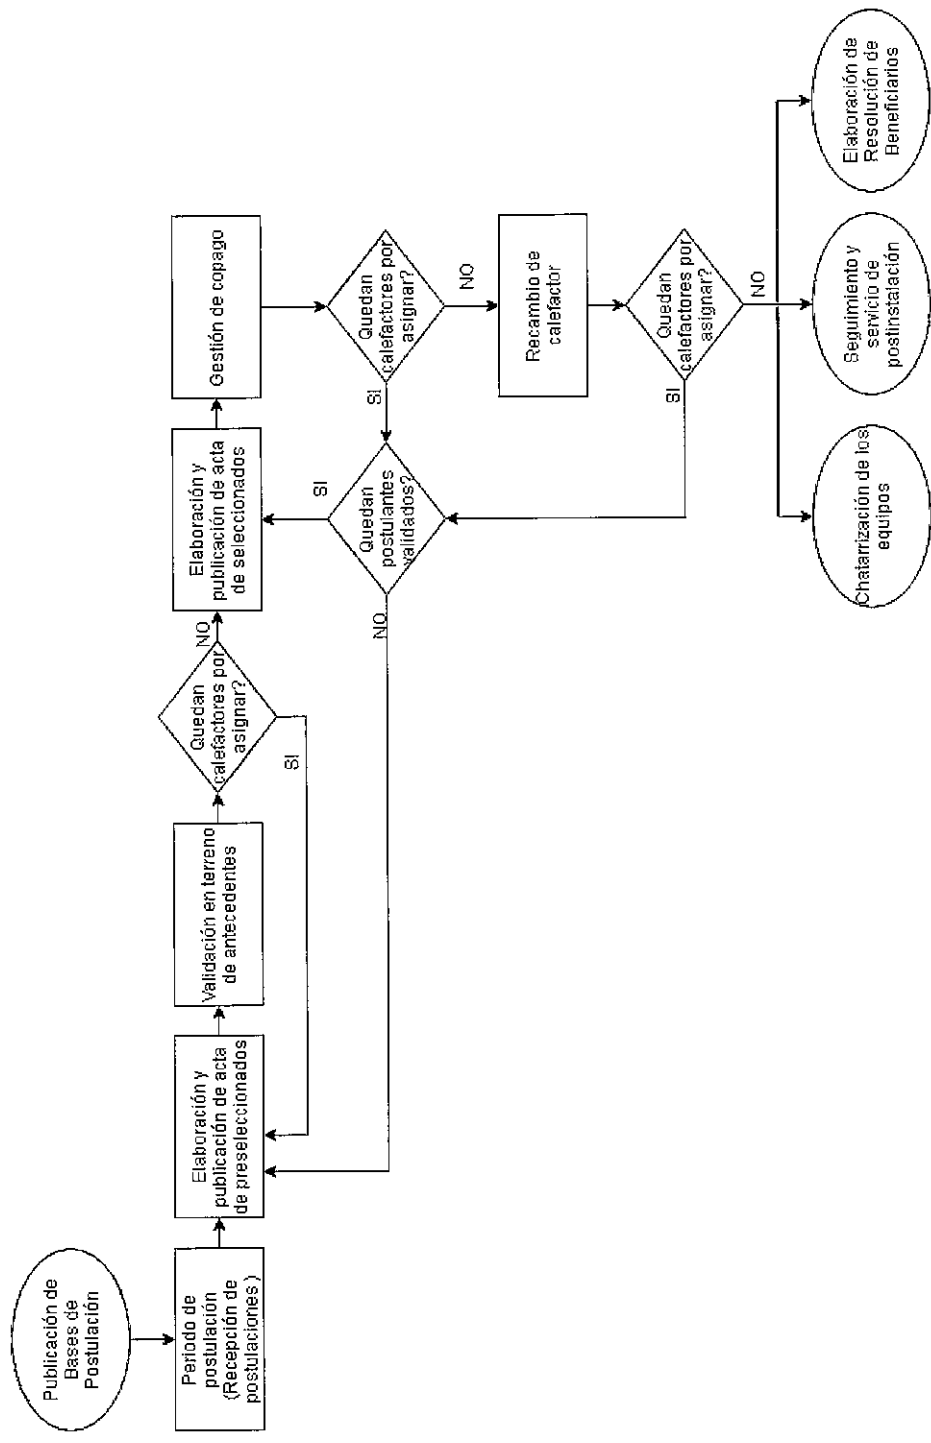 Publicación de
Bases de
Postulación
Periodo de
postulación
(Recepción de
postulaciones )
Elaboración y
publicación de acta
de preseleccionados
Validación en terreno
de antecedentes
Quedan
calefactores por
asignar?
NO
SI
Elaboración y
publicación de acta
de seleccionados
Gestión de copago
Quedan
calefactores por
asignar?
SI
NO
Quedan
postulantes
validados?
SI
NO
Recambio de
calefactor
Quedan
calefactores por
asignar?
SI
NO
Chatarrización de los
equipos
Seguimiento y
servicio de
postinstalación
Elaboración de
Resolución de
Beneficiarios